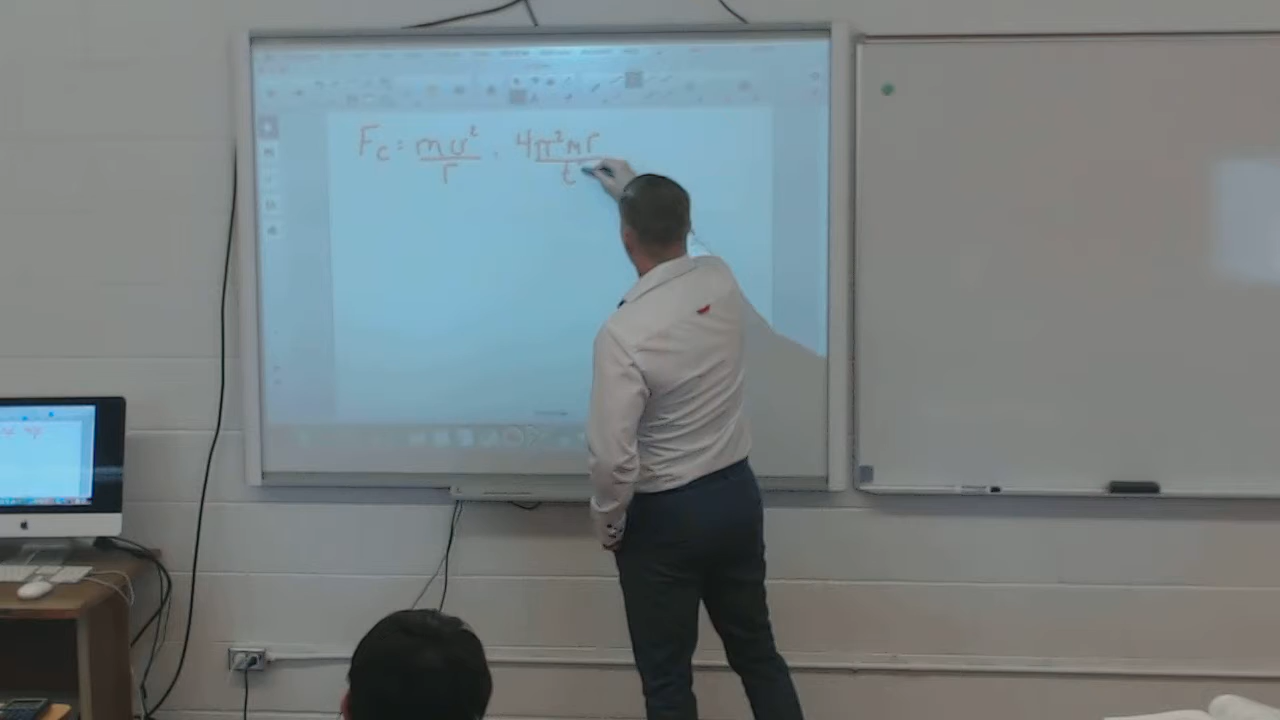 Fc = mv²/r . 4π²mr/t